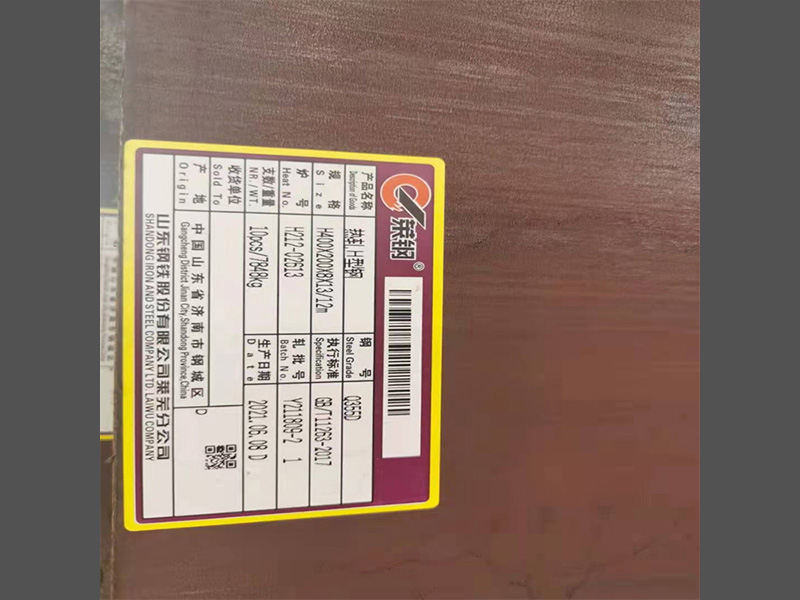 莱钢®
产品名称 Description of Goods 热轧H型钢 钢号 Steel Grade Q355D
规格 Size H400X200X8X13/12m 执行标准 Specification GB/T11263-2017
炉号 Heat No. H212-02613 轧批号 Batch No. Y211809-2 1
支数/重量 NR./WT. 10pcs/7848kg 生产日期 Date 2021.06.08 D
收货单位 Sold To
产地 Origin 中国山东省济南市钢城区 D
Gangcheng District Jinan City, Shandong Province, China
山东钢铁股份有限公司莱芜分公司
SHANDONG IRON AND STEEL COMPANY LTD. LAIWU COMPANY